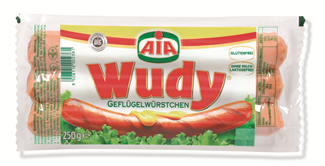 AIA
GLUTENFREI
OHNE MILCH
LAKTOSEFREI
Wudy®
GEFLÜGELWÜRSTCHEN
250g e